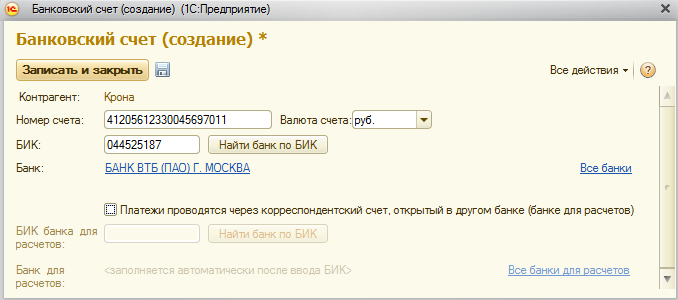 Банковский счет (создание) (1С:Предприятие)
Банковский счет (создание) *
Записать и закрыть Все действия ?
Контрагент: Крона
Номер счета: 41205612330045697011 Валюта счета: руб.
БИК: 044525187 Найти банк по БИК
Банк: БАНК ВТБ (ПАО) Г. МОСКВА Все банки
Платежи проводятся через корреспондентский счет, открытый в другом банке (банке для расчетов)
БИК банка для
расчетов: Найти банк по БИК
Банк для
расчетов: <заполняется автоматически после ввода БИК> Все банки для расчетов